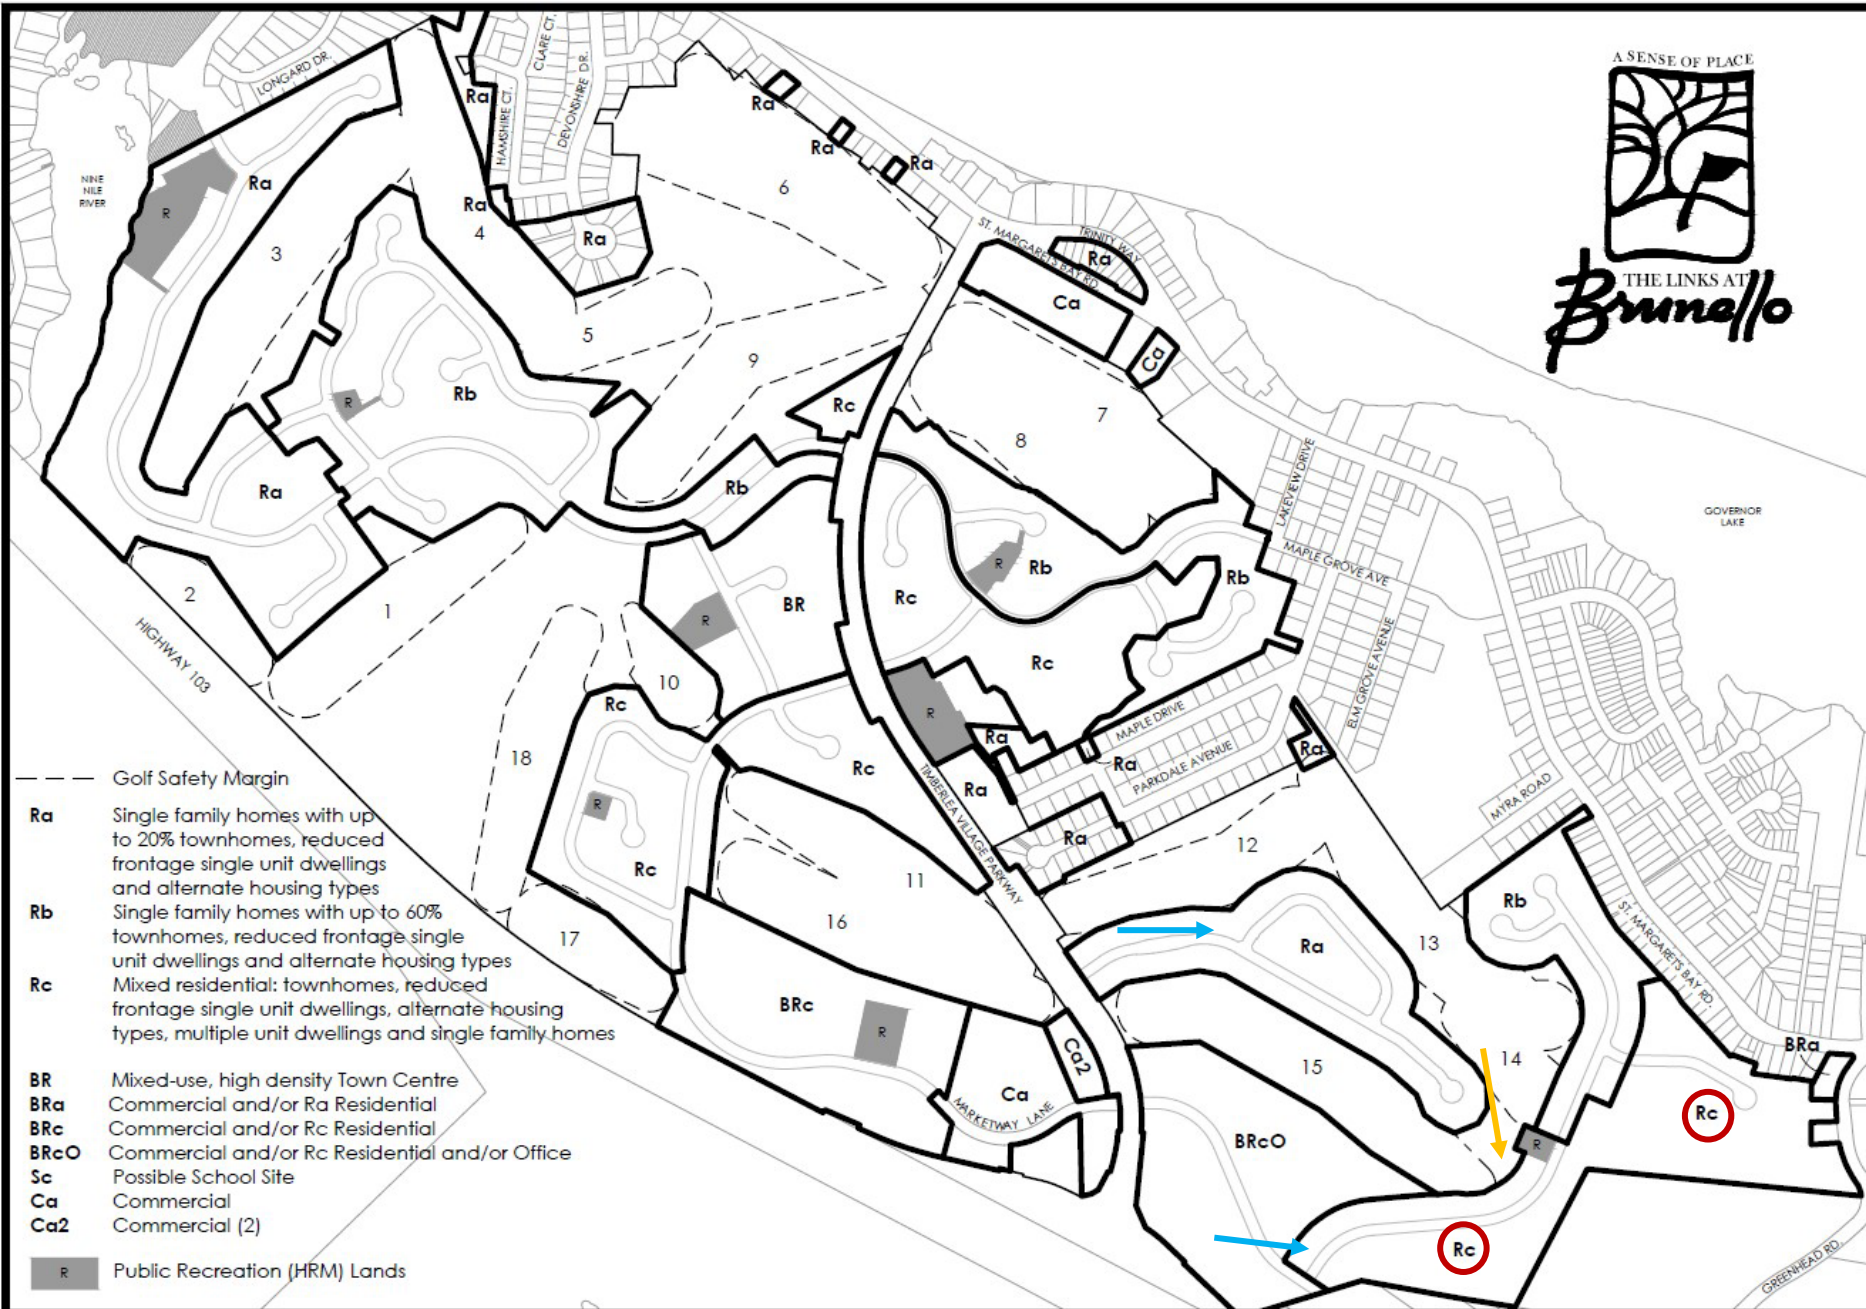 A SENSE OF PLACE
THE LINKS AT
Brunello
LONGARD DR.
CLARE CT.
DEVONSHIRE DR.
HAMSHIRE CT.
NINE
NILE
RIVER
R
Ra
Ra
Ra
Ra
Ra
Ra
Ra
3
4
5
6
9
ST. MARGARETS BAY RD.
TRINITY WAY
Ra
Ca
Ca
7
8
Rb
R
Rc
Rb
Ra
LAKEVIEW DRIVE
GOVERNOR
LAKE
MAPLE GROVE AVE
ELM GROVE AVENUE
2
1
HIGHWAY 103
BR
R
Rc
R
Rb
Rb
Rc
10
Rc
R
Ra
MAPLE DRIVE
PARKDALE AVENUE
Ra
Ra
18
Rc
TIMBERLEA VILLAGE PARKWAY
Ra
R
Rc
Ra
MYRA ROAD
11
12
16
17
13
Rb
ST. MARGARETS BAY RD.
Ra
BRc
R
Ca2
Ca
MARKETWAY LANE
15
14
BRa
Rc
BRcO
R
Rc
GREENHEAD RD.
Golf Safety Margin
Ra Single family homes with up
to 20% townhomes, reduced
frontage single unit dwellings
and alternate housing types
Rb Single family homes with up to 60%
townhomes, reduced frontage single
unit dwellings and alternate housing types
Rc Mixed residential: townhomes, reduced
frontage single unit dwellings, alternate housing
types, multiple unit dwellings and single family homes
BR Mixed-use, high density Town Centre
BRa Commercial and/or Ra Residential
BRc Commercial and/or Rc Residential
BRcO Commercial and/or Rc Residential and/or Office
Sc Possible School Site
Ca Commercial
Ca2 Commercial (2)
R Public Recreation (HRM) Lands